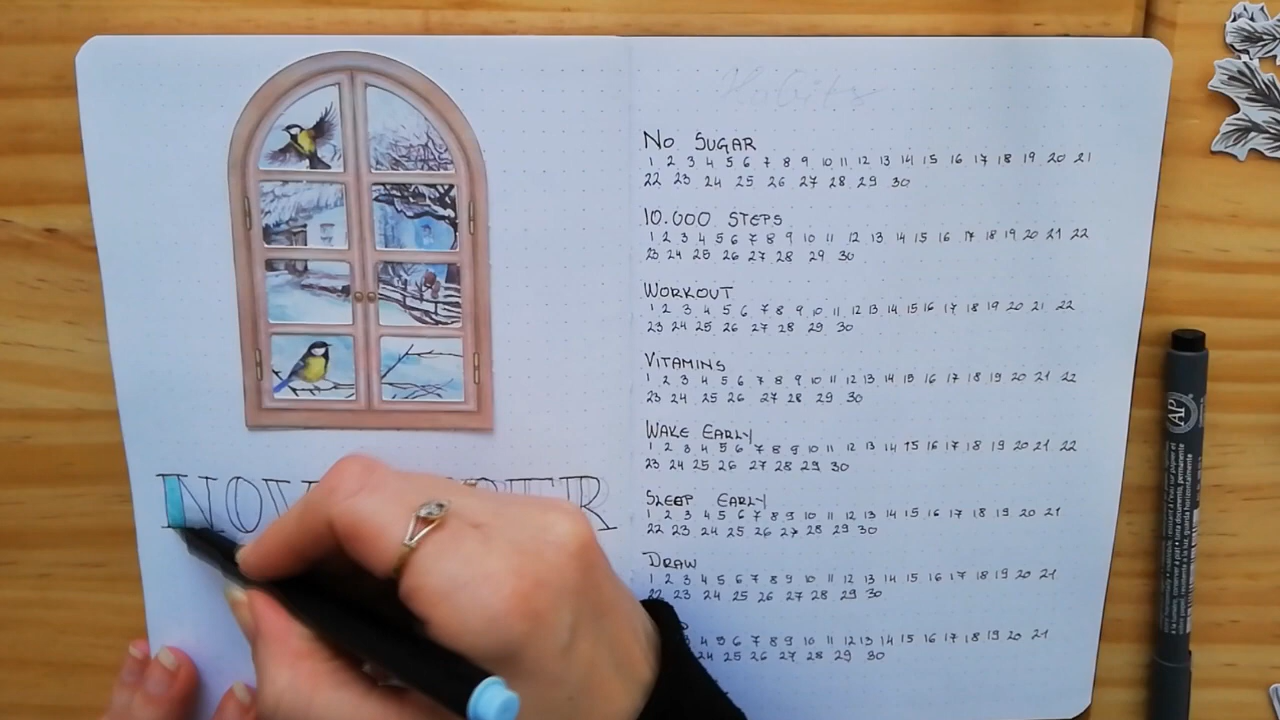 Habits
No Sugar
1 2 3 4 5 6 7 8 9 10 11 12 13 14 15 16 17 18 19 20 21
22 23 24 25 26 27 28 29 30
10.000 STEPS
1 2 3 4 5 6 7 8 9 10 11 12 13 14 15 16 17 18 19 20 21 22
23 24 25 26 27 28 29 30
WORKOUT
1 2 3 4 5 6 7 8 9 10 11 12 13 14 15 16 17 18 19 20 21 22
23 24 25 26 27 28 29 30
VITAMINS
1 2 3 4 5 6 7 8 9 10 11 12 13 14 15 16 17 18 19 20 21 22
23 24 25 26 27 28 29 30
WAKE EARLY
1 2 3 4 5 6 7 8 9 10 11 12 13 14 15 16 17 18 19 20 21 22
23 24 25 26 27 28 29 30
SLEEP EARLY
1 2 3 4 5 6 7 8 9 10 11 12 13 14 15 16 17 18 19 20 21
22 23 24 25 26 27 28 29 30
DRAW
1 2 3 4 5 6 7 8 9 10 11 12 13 14 15 16 17 18 19 20 21
22 23 24 25 26 27 28 29 30
4 5 6 7 8 9 10 11 12 13 14 15 16 17 18 19 20 21
24 25 26 27 28 29 30
NOV
ER
AP